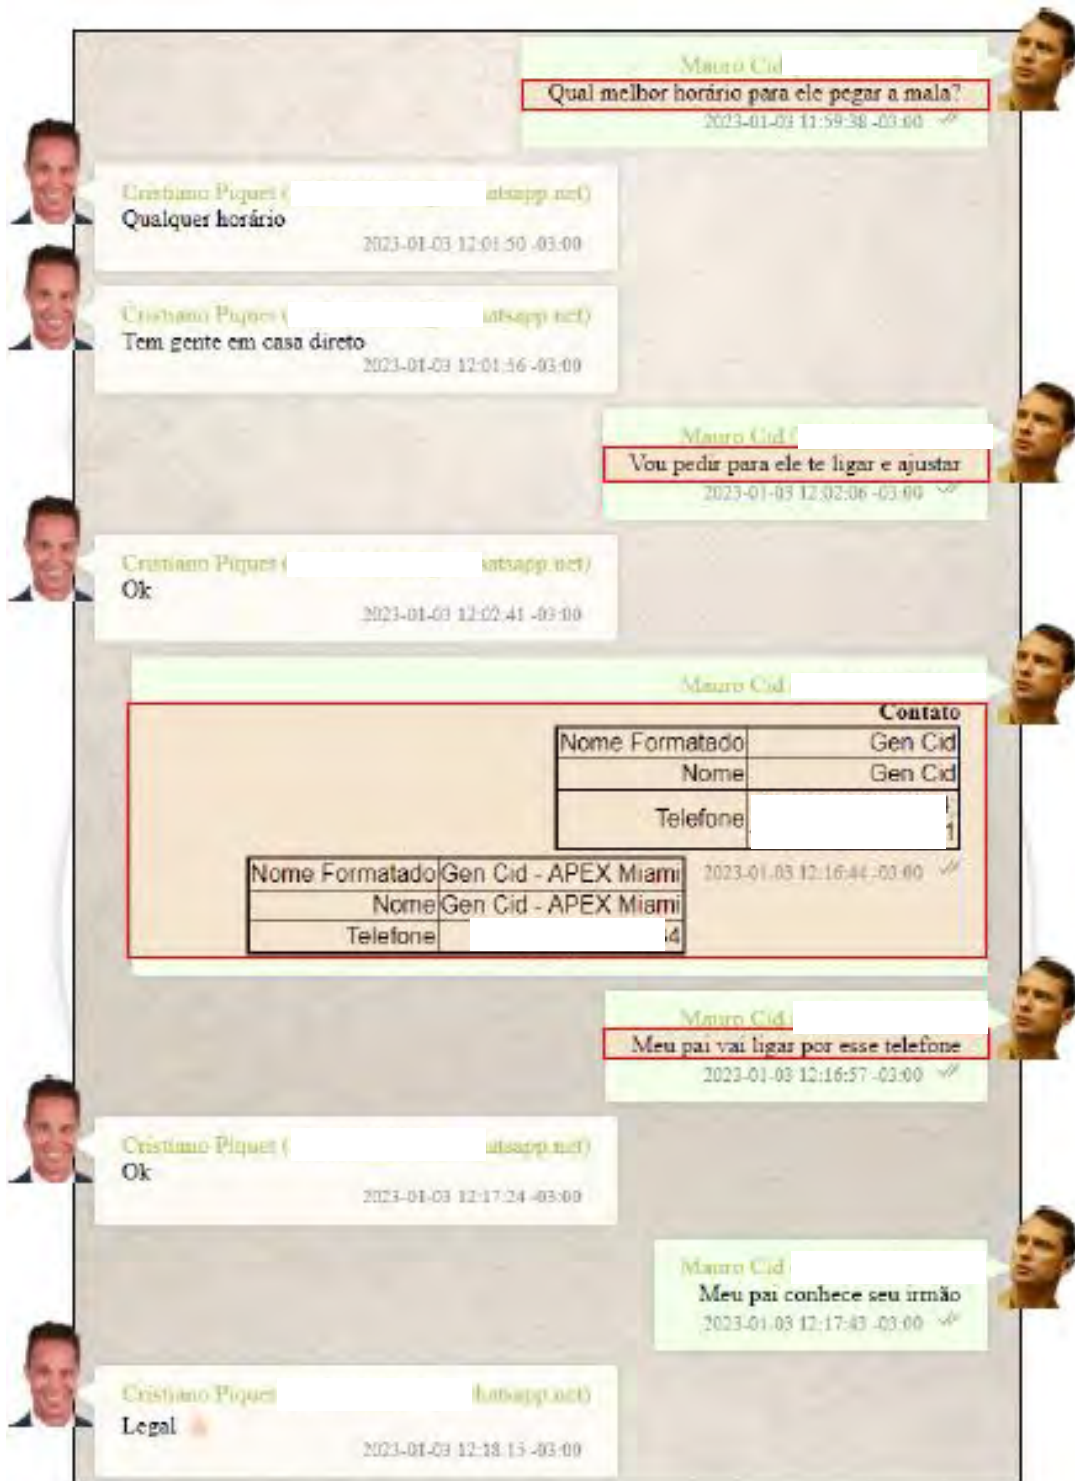 Mauro Cid
Qual melhor horário para ele pegar a mala?
2023-01-03 11:59:38 -03:00
Cristiano Piquet ( atsapp.net)
Qualquer horário
2023-01-03 12:01:50 -03:00
Cristiano Piquet ( atsapp.net)
Tem gente em casa direto
2023-01-03 12:01:56 -03:00
Mauro Cid (
Vou pedir para ele te ligar e ajustar
2023-01-03 12:02:06 -03:00
Cristiano Piquet ( hatsapp.net)
Ok
2023-01-03 12:02:41 -03:00
Mauro Cid
Contato
Nome Formatado Gen Cid
Nome Gen Cid
Telefone
2023-01-03 12:16:44 -03:00
Nome Formatado Gen Cid - APEX Miami
Nome Gen Cid - APEX Miami
Telefone 4
Mauro Cid
Meu pai vai ligar por esse telefone
2023-01-03 12:16:57 -03:00
Cristiano Piquet ( atsapp.net)
Ok
2023-01-03 12:17:24 -03:00
Mauro Cid
Meu pai conhece seu irmão
2023-01-03 12:17:43 -03:00
Cristiano Piquet hatsapp.net)
Legal
2023-01-03 12:18:15 -03:00